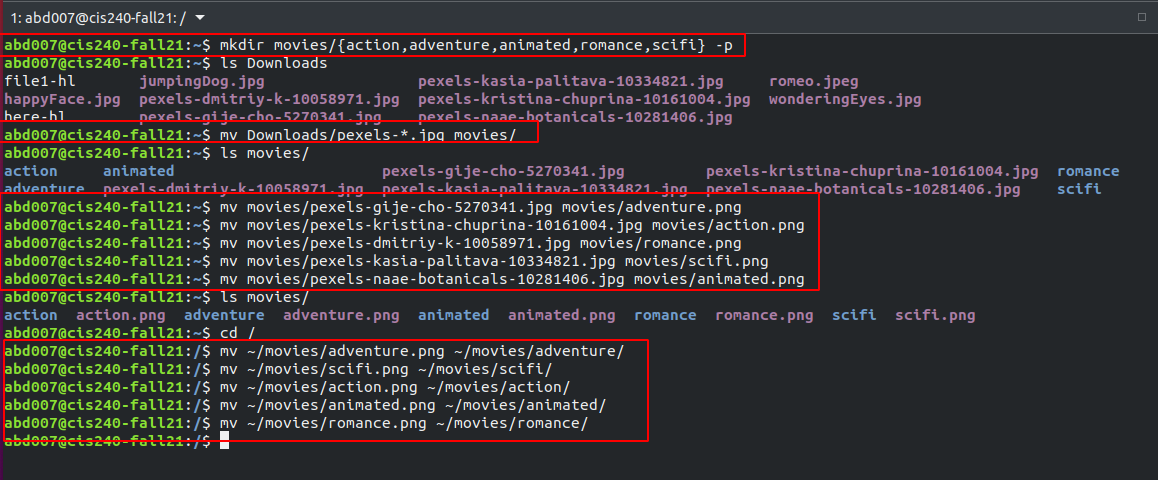 1: abd007@cis240-fall21: /
abd007@cis240-fall21:~$ mkdir movies/{action,adventure,animated,romance,scifi} -p
abd007@cis240-fall21:~$ ls Downloads
file1-hl jumpingDog.jpg pexels-kasia-palitava-10334821.jpg romeo.jpeg
happyFace.jpg pexels-dmitriy-k-10058971.jpg pexels-kristina-chuprina-10161004.jpg wonderingEyes.jpg
here-hl pexels-gije-cho-5270341.jpg pexels-naae-botanicals-10281406.jpg
abd007@cis240-fall21:~$ mv Downloads/pexels-*.jpg movies/
abd007@cis240-fall21:~$ ls movies/
action animated pexels-gije-cho-5270341.jpg pexels-kristina-chuprina-10161004.jpg romance
adventure pexels-dmitriy-k-10058971.jpg pexels-kasia-palitava-10334821.jpg pexels-naae-botanicals-10281406.jpg scifi
abd007@cis240-fall21:~$ mv movies/pexels-gije-cho-5270341.jpg movies/adventure.png
abd007@cis240-fall21:~$ mv movies/pexels-kristina-chuprina-10161004.jpg movies/action.png
abd007@cis240-fall21:~$ mv movies/pexels-dmitriy-k-10058971.jpg movies/romance.png
abd007@cis240-fall21:~$ mv movies/pexels-kasia-palitava-10334821.jpg movies/scifi.png
abd007@cis240-fall21:~$ mv movies/pexels-naae-botanicals-10281406.jpg movies/animated.png
abd007@cis240-fall21:~$ ls movies/
action action.png adventure adventure.png animated animated.png romance romance.png scifi scifi.png
abd007@cis240-fall21:~$ cd /
abd007@cis240-fall21:/$ mv ~/movies/adventure.png ~/movies/adventure/
abd007@cis240-fall21:/$ mv ~/movies/scifi.png ~/movies/scifi/
abd007@cis240-fall21:/$ mv ~/movies/action.png ~/movies/action/
abd007@cis240-fall21:/$ mv ~/movies/animated.png ~/movies/animated/
abd007@cis240-fall21:/$ mv ~/movies/romance.png ~/movies/romance/
abd007@cis240-fall21:/$